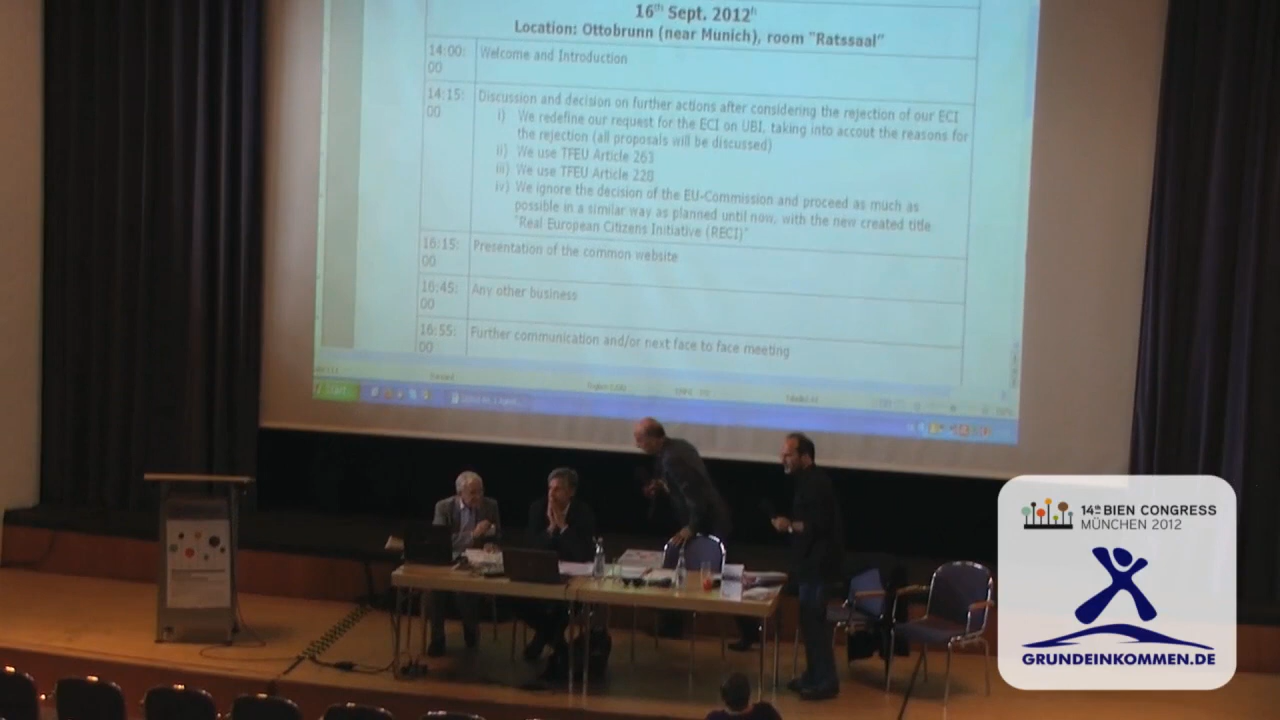 16th Sept. 2012h
Location: Ottobrunn (near Munich), room "Ratssaal"
14:00:
00
Welcome and Introduction
14:15:
00
Discussion and decision on further actions after considering the rejection of our ECI
i) We redefine our request for the ECI on UBI, taking into accout the reasons for
the rejection (all proposals will be discussed)
ii) We use TFEU Article 263
iii) We use TFEU Article 228
iv) We ignore the decision of the EU-Commission and proceed as much as
possible in a similar way as planned until now, with the new created title
"Real European Citizens Initiative (RECI)"
16:15:
00
Presentation of the common website
16:45:
00
Any other business
16:55:
00
Further communication and/or next face to face meeting
Start
14th BIEN CONGRESS
MÜNCHEN 2012
GRUNDEINKOMMEN.DE